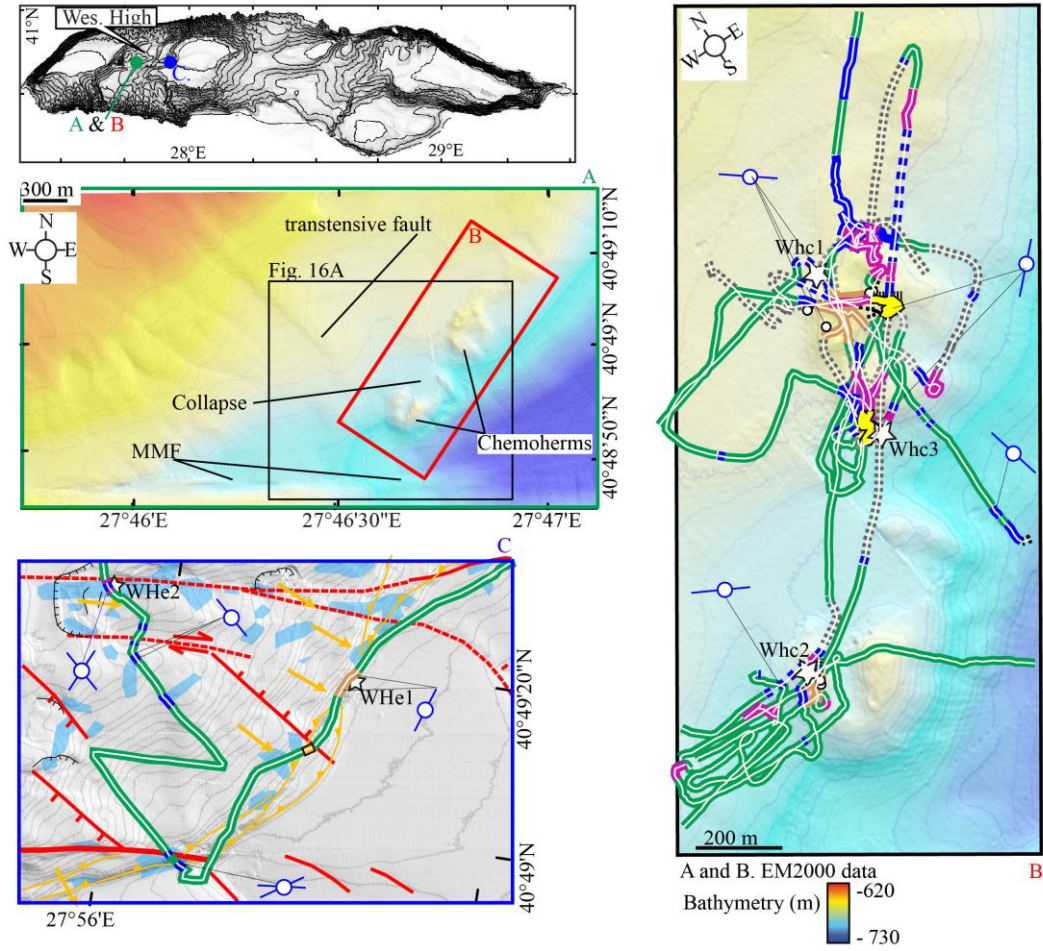 41°N
Wes. High
C
A & B
28°E
29°E
A
300 m
N
W
E
S
transtensive fault
B
Fig. 16A
Collapse
Chemoherms
MMF
40°49'10"N
40°49'N
40°48'50"N
27°46'E
27°46'30"E
27°47'E
C
WHe2
WHe1
40°49'20"N
40°49'N
27°56'E
N
W
E
S
Whc1
Whc3
Whc2
200 m
A and B. EM2000 data
B
Bathymetry (m)
-620
- 730